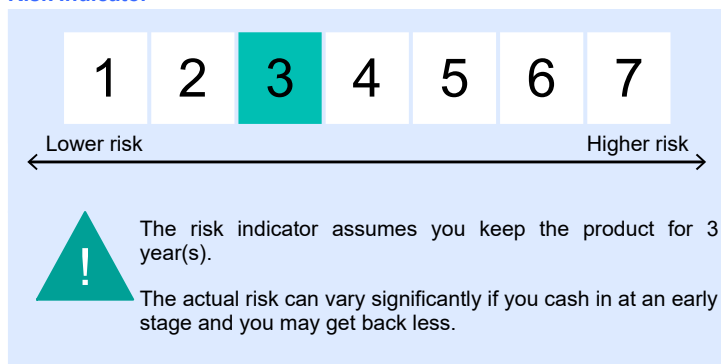 1 2 3 4 5 6 7
Lower risk Higher risk
!
The risk indicator assumes you keep the product for 3
year(s).
The actual risk can vary significantly if you cash in at an early
stage and you may get back less.